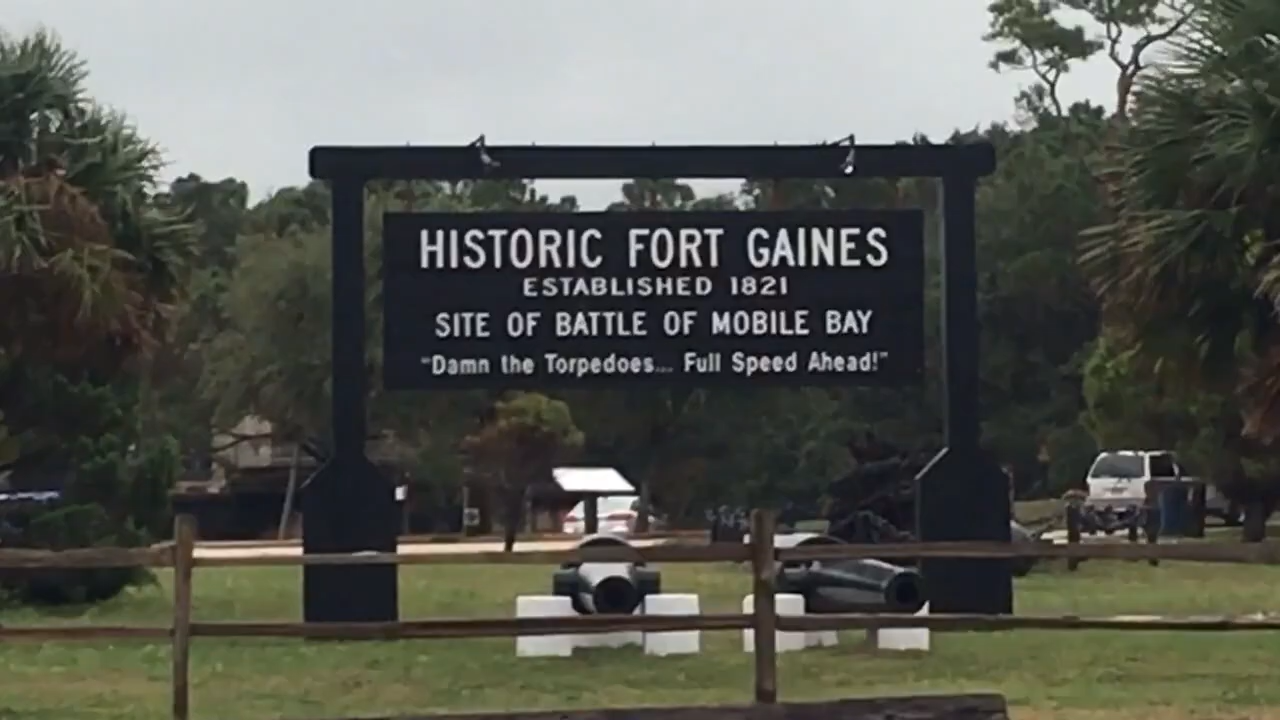 HISTORIC FORT GAINES
ESTABLISHED 1821
SITE OF BATTLE OF MOBILE BAY
"Damn the Torpedoes... Full Speed Ahead!"